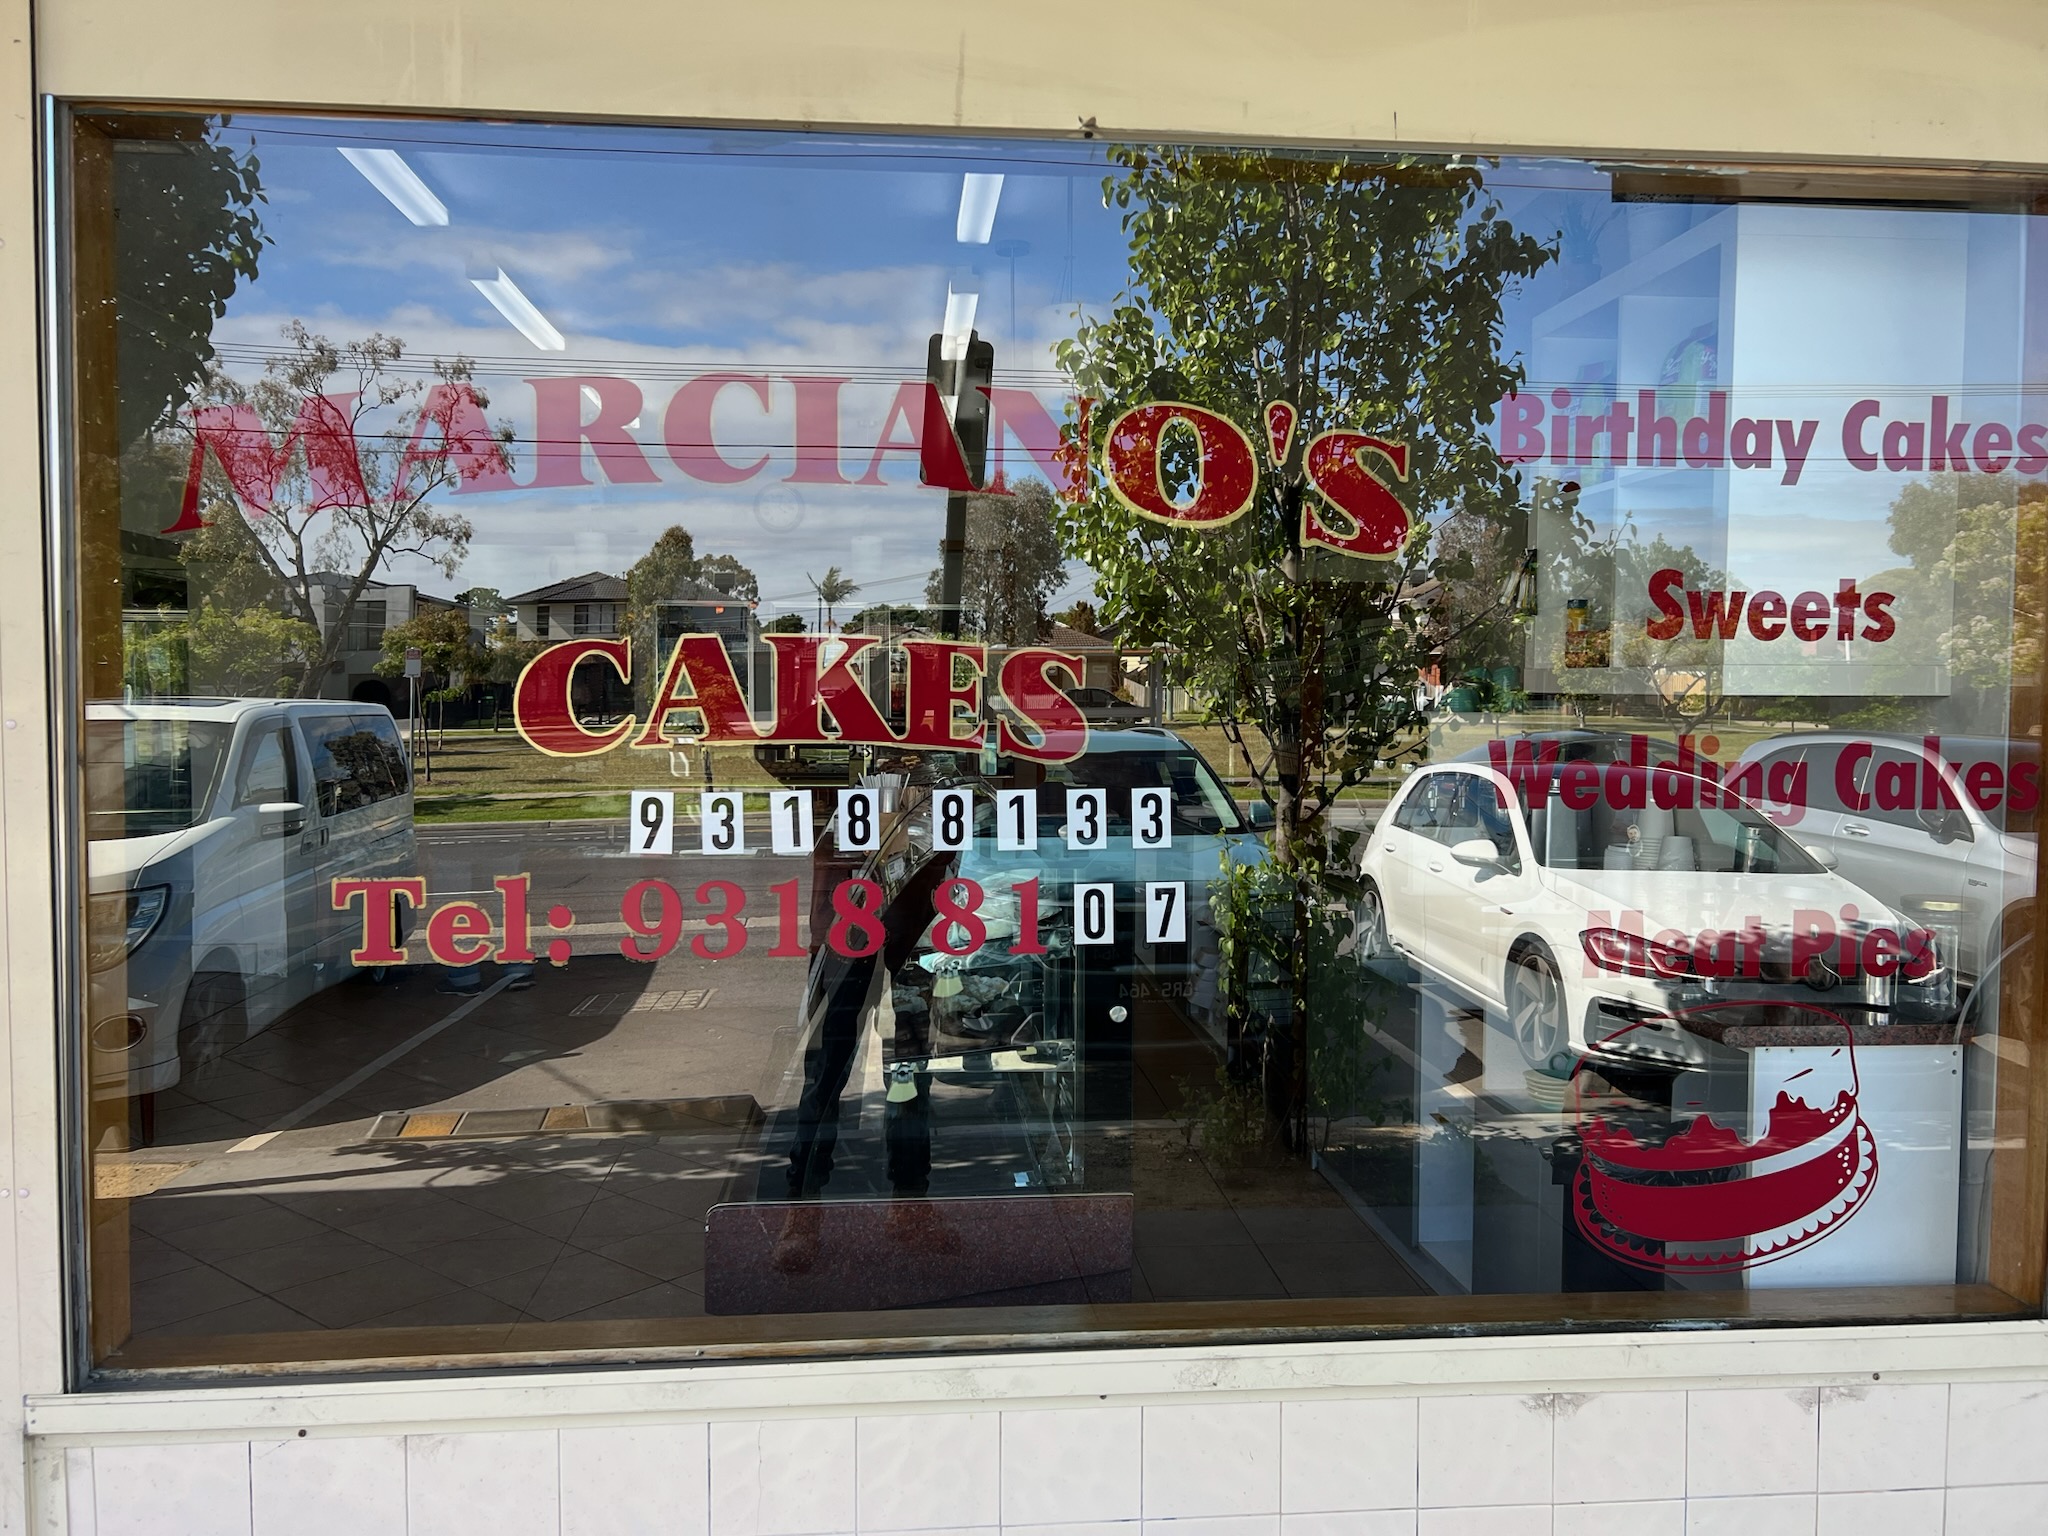 MARCIANO'S
CAKES
9318 8133
Tel: 9318 8107
Birthday Cakes
Sweets
Wedding Cakes
Meat Pies